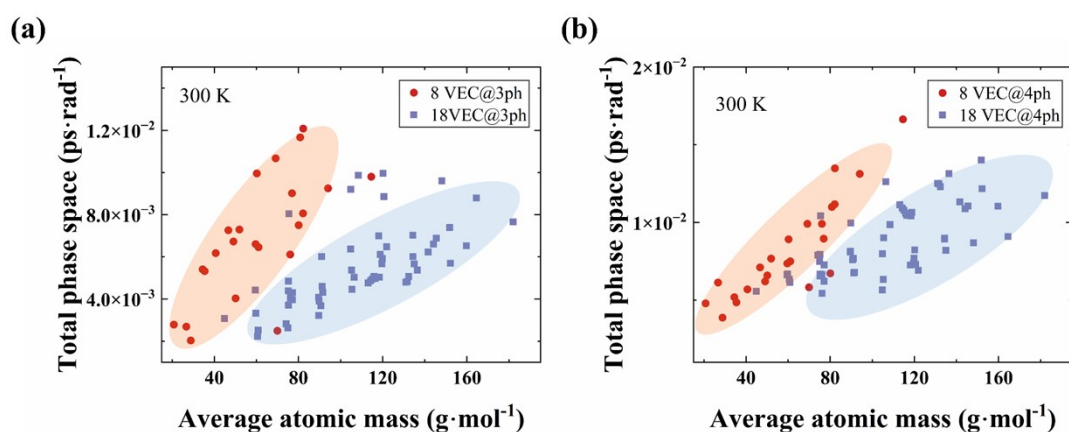 (a)
Total phase space (ps·rad⁻¹)
1.2×10⁻²
8.0×10⁻³
4.0×10⁻³
300 K
8 VEC@3ph
18VEC@3ph
40 80 120 160
Average atomic mass (g·mol⁻¹)
(b)
Total phase space (ps·rad⁻¹)
2×10⁻²
1×10⁻²
300 K
8 VEC@4ph
18 VEC@4ph
40 80 120 160
Average atomic mass (g·mol⁻¹)